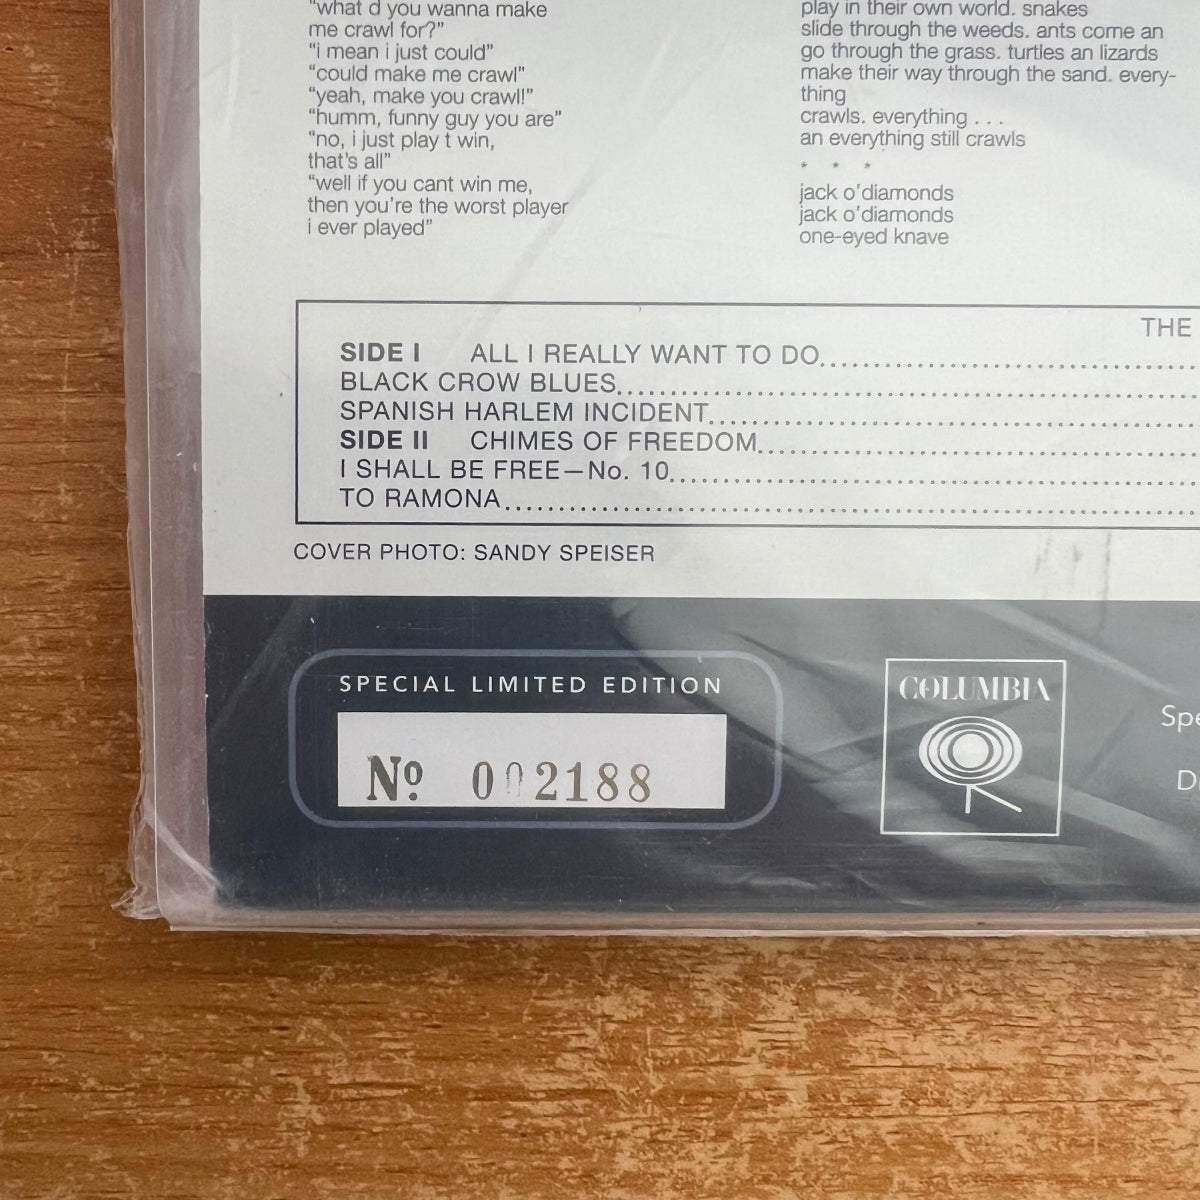 "what d you wanna make
me crawl for?"
"i mean i just could"
"could make me crawl"
"yeah, make you crawl!"
"humm, funny guy you are"
"no, i just play t win,
that's all"
"well if you cant win me,
then you're the worst player
i ever played"
play in their own world. snakes
slide through the weeds. ants come an
go through the grass. turtles an lizards
make their way through the sand. every-
thing
crawls. everything . . .
an everything still crawls
* * *
jack o'diamonds
jack o'diamonds
one-eyed knave
THE
SIDE I ALL I REALLY WANT TO DO
BLACK CROW BLUES
SPANISH HARLEM INCIDENT
SIDE II CHIMES OF FREEDOM
I SHALL BE FREE—No. 10
TO RAMONA
COVER PHOTO: SANDY SPEISER
SPECIAL LIMITED EDITION
Nº 002188
COLUMBIA